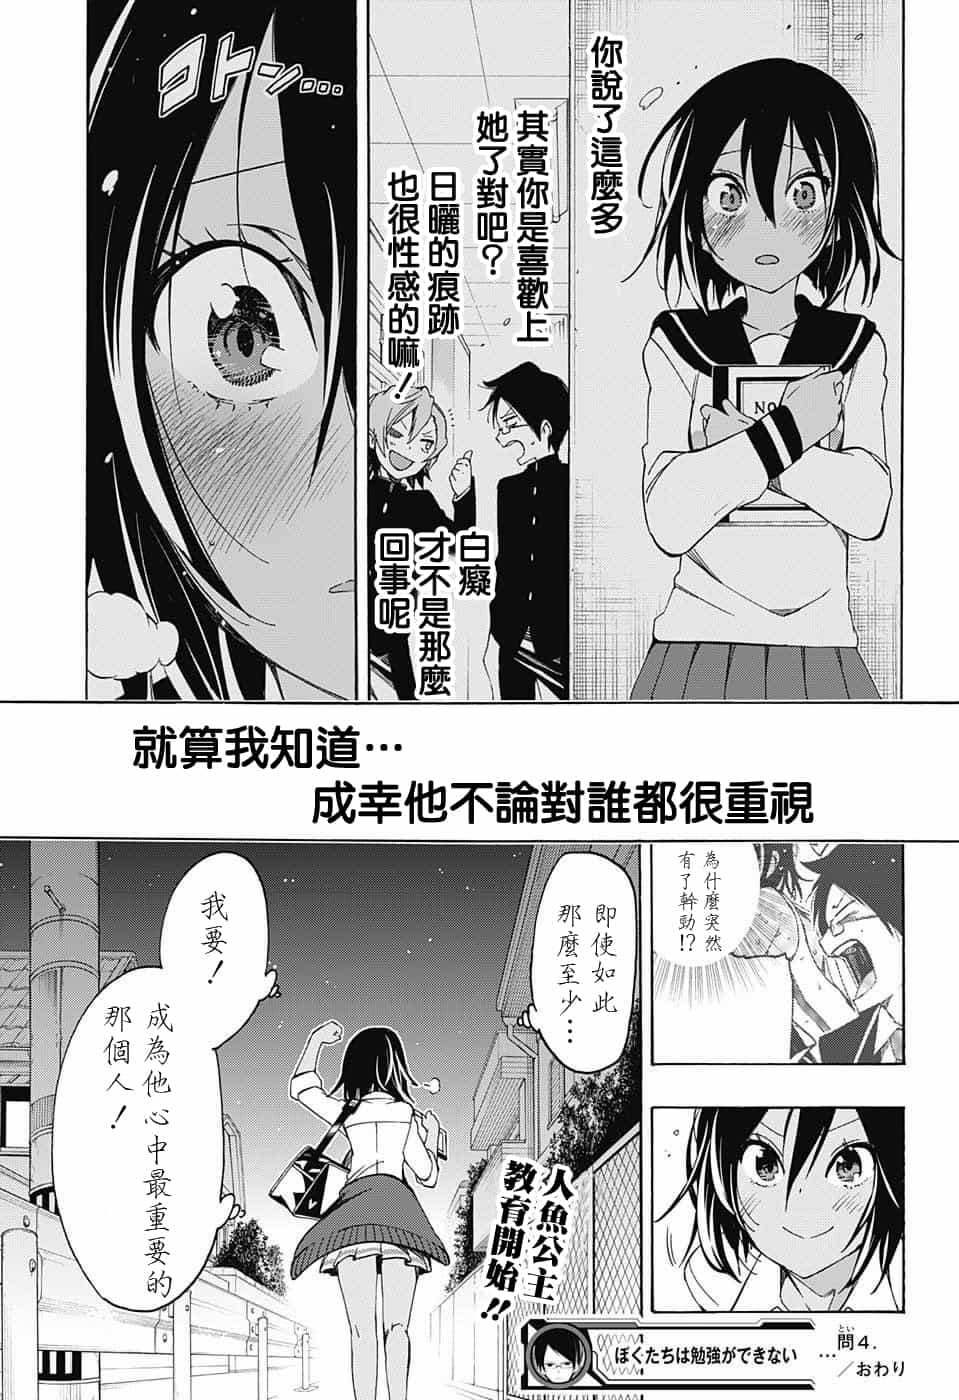 你說了這麼多
其實你是喜歡上
她了對吧？
日曬的痕跡
也很性感的嘛！
白癡
才不是那麼
回事呢
コトン…
就算我知道…
成幸他不論對誰都很重視
為什麼突然
有了幹勁!?
即使如此
那麼至少…
我要！
成為他心中最重要的
那個人！
人魚公主
教育開始!!
ぼくたちは勉強ができない …
とい
問4.
／おわり
NO